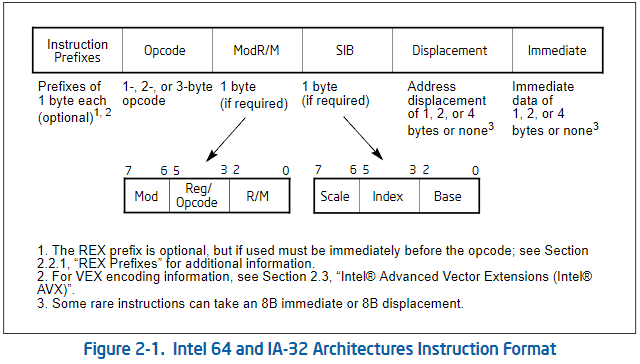 Instruction Prefixes Opcode ModR/M SIB Displacement Immediate
Prefixes of
1 byte each
(optional)1, 2
1-, 2-, or 3-byte
opcode
1 byte
(if required)
1 byte
(if required)
Address
displacement
of 1, 2, or 4
bytes or none3
Immediate
data of
1, 2, or 4
bytes or none3
7 6 5 3 2 0
Mod Reg/Opcode R/M
7 6 5 3 2 0
Scale Index Base
1. The REX prefix is optional, but if used must be immediately before the opcode; see Section
2.2.1, “REX Prefixes” for additional information.
2. For VEX encoding information, see Section 2.3, “Intel® Advanced Vector Extensions (Intel®
AVX)”.
3. Some rare instructions can take an 8B immediate or 8B displacement.
Figure 2-1. Intel 64 and IA-32 Architectures Instruction Format